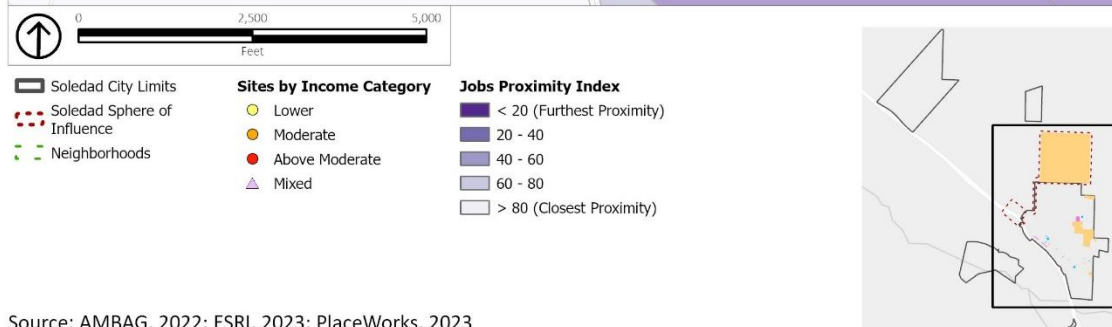 0 2,500 5,000
Feet
Soledad City Limits
Soledad Sphere of
Influence
Neighborhoods
Sites by Income Category
Lower
Moderate
Above Moderate
Mixed
Jobs Proximity Index
< 20 (Furthest Proximity)
20 - 40
40 - 60
60 - 80
> 80 (Closest Proximity)
Source: AMBAG, 2022; ESRI, 2023; PlaceWorks, 2023